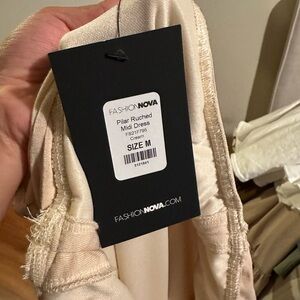 FASHIONNOVA
Pilar Ruched
Midi Dress
Cream
SIZE M
FASHIONNOVA.COM